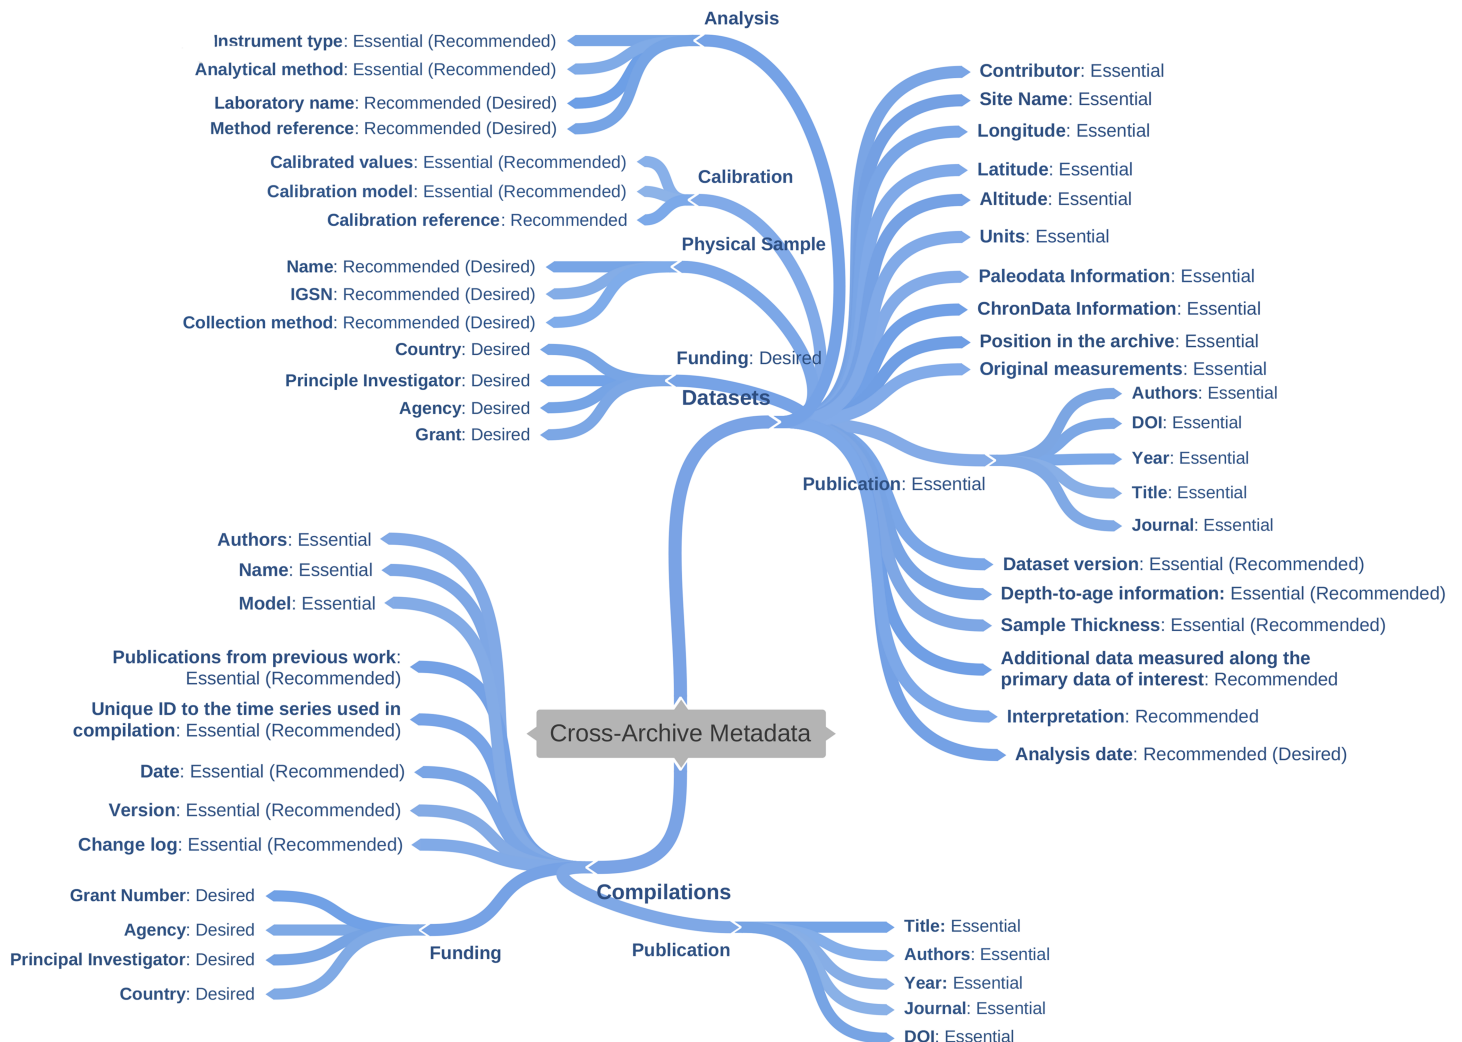 Analysis
Instrument type: Essential (Recommended)
Analytical method: Essential (Recommended)
Laboratory name: Recommended (Desired)
Method reference: Recommended (Desired)
Calibration
Calibrated values: Essential (Recommended)
Calibration model: Essential (Recommended)
Calibration reference: Recommended
Physical Sample
Name: Recommended (Desired)
IGSN: Recommended (Desired)
Collection method: Recommended (Desired)
Funding: Desired
Country: Desired
Principle Investigator: Desired
Agency: Desired
Grant: Desired
Datasets
Contributor: Essential
Site Name: Essential
Longitude: Essential
Latitude: Essential
Altitude: Essential
Units: Essential
Paleodata Information: Essential
ChronData Information: Essential
Position in the archive: Essential
Original measurements: Essential
Publication: Essential
Authors: Essential
DOI: Essential
Year: Essential
Title: Essential
Journal: Essential
Dataset version: Essential (Recommended)
Depth-to-age information: Essential (Recommended)
Sample Thickness: Essential (Recommended)
Additional data measured along the
primary data of interest: Recommended
Interpretation: Recommended
Analysis date: Recommended (Desired)
Cross-Archive Metadata
Authors: Essential
Name: Essential
Model: Essential
Publications from previous work:
Essential (Recommended)
Unique ID to the time series used in
compilation: Essential (Recommended)
Date: Essential (Recommended)
Version: Essential (Recommended)
Change log: Essential (Recommended)
Compilations
Grant Number: Desired
Agency: Desired
Principal Investigator: Desired
Country: Desired
Funding
Publication
Title: Essential
Authors: Essential
Year: Essential
Journal: Essential
DOI: Essential